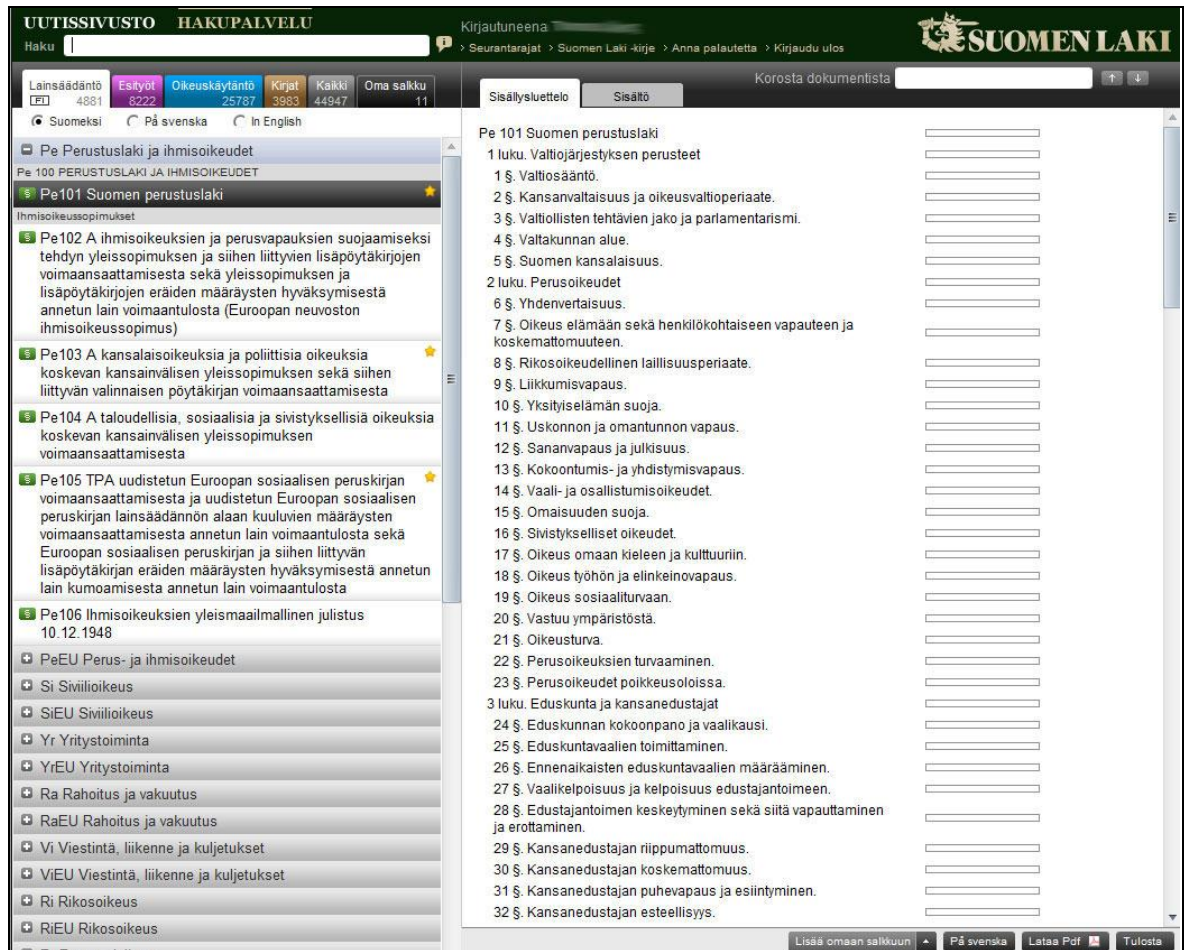 UUTISSIVUSTO HAKUPALVELU
Haku
Kirjautuneena
> Seurantarajat > Suomen Laki -kirje > Anna palautetta > Kirjaudu ulos
SUOMEN LAKI
Lainsäädäntö FI 4881
Esityöt 8222
Oikeuskäytäntö 25787
Kirjat 3983
Kaikki 44947
Oma salkku 11
Suomeksi På svenska In English
Pe Perustuslaki ja ihmisoikeudet
Pe 100 PERUSTUSLAKI JA IHMISOIKEUDET
§ Pe101 Suomen perustuslaki
Ihmisoikeussopimukset
§ Pe102 A ihmisoikeuksien ja perusvapauksien suojaamiseksi
tehdyn yleissopimuksen ja siihen liittyvien lisäpöytäkirjojen
voimaansaattamisesta sekä yleissopimuksen ja
lisäpöytäkirjojen eräiden määräysten hyväksymisestä
annetun lain voimaantulosta (Euroopan neuvoston
ihmisoikeussopimus)
§ Pe103 A kansalaisoikeuksia ja poliittisia oikeuksia
koskevan kansainvälisen yleissopimuksen sekä siihen
liittyvän valinnaisen pöytäkirjan voimaansaattamisesta
§ Pe104 A taloudellisia, sosiaalisia ja sivistyksellisiä oikeuksia
koskevan kansainvälisen yleissopimuksen
voimaansaattamisesta
§ Pe105 TPA uudistetun Euroopan sosiaalisen peruskirjan
voimaansaattamisesta ja uudistetun Euroopan sosiaalisen
peruskirjan lainsäädännön alaan kuuluvien määräysten
voimaansaattamisesta annetun lain voimaantulosta sekä
Euroopan sosiaalisen peruskirjan ja siihen liittyvän
lisäpöytäkirjan eräiden määräysten hyväksymisestä annetun
lain kumoamisesta annetun lain voimaantulosta
§ Pe106 Ihmisoikeuksien yleismaailmallinen julistus
10.12.1948
PeEU Perus- ja ihmisoikeudet
Si Siviilioikeus
SiEU Siviilioikeus
Yr Yritystoiminta
YrEU Yritystoiminta
Ra Rahoitus ja vakuutus
RaEU Rahoitus ja vakuutus
Vi Viestintä, liikenne ja kuljetukset
ViEU Viestintä, liikenne ja kuljetukset
Ri Rikosoikeus
RiEU Rikosoikeus
Sisällysluettelo Sisältö
Korosta dokumentista
Pe 101 Suomen perustuslaki
1 luku. Valtiojärjestyksen perusteet
1 §. Valtiosääntö.
2 §. Kansanvaltaisuus ja oikeusvaltioperiaate.
3 §. Valtiollisten tehtävien jako ja parlamentarismi.
4 §. Valtakunnan alue.
5 §. Suomen kansalaisuus.
2 luku. Perusoikeudet
6 §. Yhdenvertaisuus.
7 §. Oikeus elämään sekä henkilökohtaiseen vapauteen ja
koskemattomuuteen.
8 §. Rikosoikeudellinen laillisuusperiaate.
9 §. Liikkumisvapaus.
10 §. Yksityiselämän suoja.
11 §. Uskonnon ja omantunnon vapaus.
12 §. Sananvapaus ja julkisuus.
13 §. Kokoontumis- ja yhdistymisvapaus.
14 §. Vaali- ja osallistumisoikeudet.
15 §. Omaisuuden suoja.
16 §. Sivistykselliset oikeudet.
17 §. Oikeus omaan kieleen ja kulttuuriin.
18 §. Oikeus työhön ja elinkeinovapaus.
19 §. Oikeus sosiaaliturvaan.
20 §. Vastuu ympäristöstä.
21 §. Oikeusturva.
22 §. Perusoikeuksien turvaaminen.
23 §. Perusoikeudet poikkeusoloissa.
3 luku. Eduskunta ja kansanedustajat
24 §. Eduskunnan kokoonpano ja vaalikausi.
25 §. Eduskuntavaalien toimittaminen.
26 §. Ennenaikaisten eduskuntavaalien määrääminen.
27 §. Vaalikelpoisuus ja kelpoisuus edustajantoimeen.
28 §. Edustajantoimen keskeytyminen sekä siitä vapauttaminen
ja erottaminen.
29 §. Kansanedustajan riippumattomuus.
30 §. Kansanedustajan koskemattomuus.
31 §. Kansanedustajan puhevapaus ja esiintyminen.
32 §. Kansanedustajan esteellisyys.
Lisää omaan salkkuun På svenska Lataa Pdf Tulosta